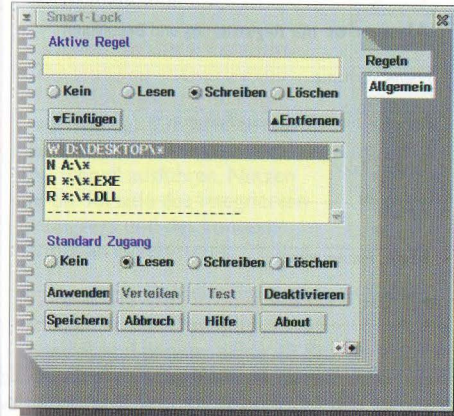 Smart-Lock
Aktive Regel
Regeln
Allgemein
Kein Lesen Schreiben Löschen
▼Einfügen ▲Entfernen
W D:\DESKTOP\*
N A:\*
R *:\*.EXE
R *:\*.DLL
---------------------------
Standard Zugang
Kein Lesen Schreiben Löschen
Anwenden Verteilen Test Deaktivieren
Speichern Abbruch Hilfe About